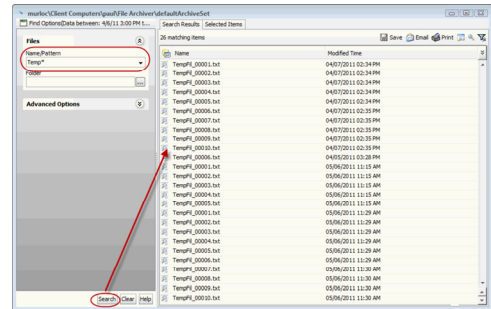 murloc\Client Computers\paul\File Archiver\defaultArchiveSet
Find Options(Data between: 4/6/11 3:00 PM t...
Search Results Selected Items
Files
26 matching items
Save Email Print
Name/Pattern
Name Modified Time
Temp*
Folder
...
Advanced Options
TempFil_00001.txt 04/07/2011 02:34 PM
TempFil_00002.txt 04/07/2011 02:34 PM
TempFil_00003.txt 04/07/2011 02:34 PM
TempFil_00004.txt 04/07/2011 02:34 PM
TempFil_00005.txt 04/07/2011 02:34 PM
TempFil_00006.txt 04/07/2011 02:34 PM
TempFil_00007.txt 04/07/2011 02:35 PM
TempFil_00008.txt 04/07/2011 02:35 PM
TempFil_00009.txt 04/07/2011 02:35 PM
TempFil_00010.txt 04/07/2011 02:35 PM
TempFil_00006.txt 04/05/2011 03:28 PM
TempFil_00001.txt 05/06/2011 11:15 AM
TempFil_00002.txt 05/06/2011 11:15 AM
TempFil_00003.txt 05/06/2011 11:15 AM
TempFil_00004.txt 05/06/2011 11:15 AM
TempFil_00005.txt 05/06/2011 11:15 AM
TempFil_00001.txt 05/06/2011 11:29 AM
TempFil_00002.txt 05/06/2011 11:29 AM
TempFil_00003.txt 05/06/2011 11:29 AM
TempFil_00004.txt 05/06/2011 11:29 AM
TempFil_00005.txt 05/06/2011 11:29 AM
TempFil_00006.txt 05/06/2011 11:29 AM
TempFil_00007.txt 05/06/2011 11:30 AM
TempFil_00008.txt 05/06/2011 11:30 AM
TempFil_00009.txt 05/06/2011 11:30 AM
TempFil_00010.txt 05/06/2011 11:30 AM
Search Clear Help